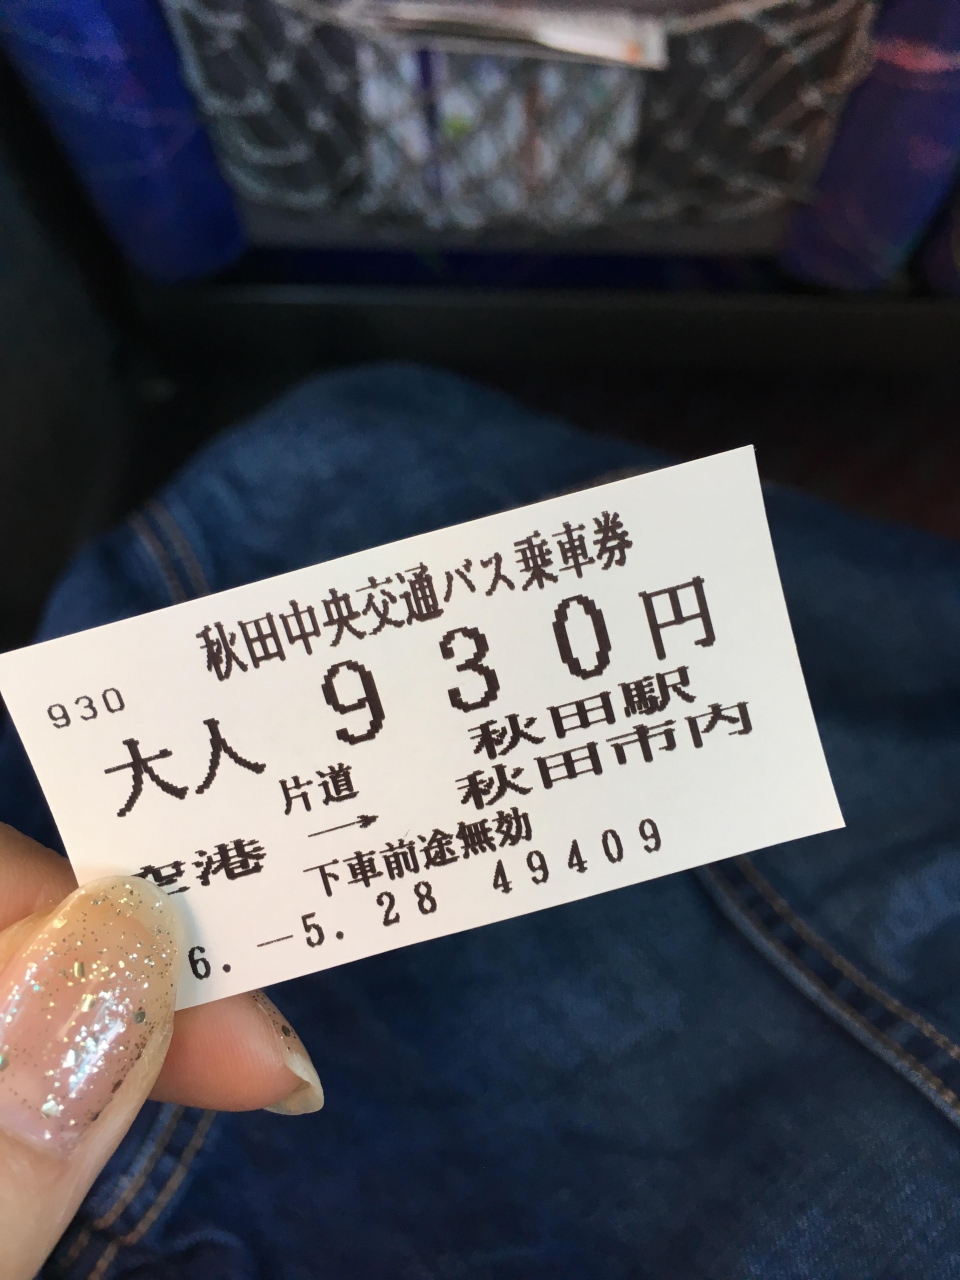 秋田中央交通バス乗車券
930
大人 930円
片道
秋田駅
空港 → 秋田市内
下車前途無効
6. —5. 28 49409